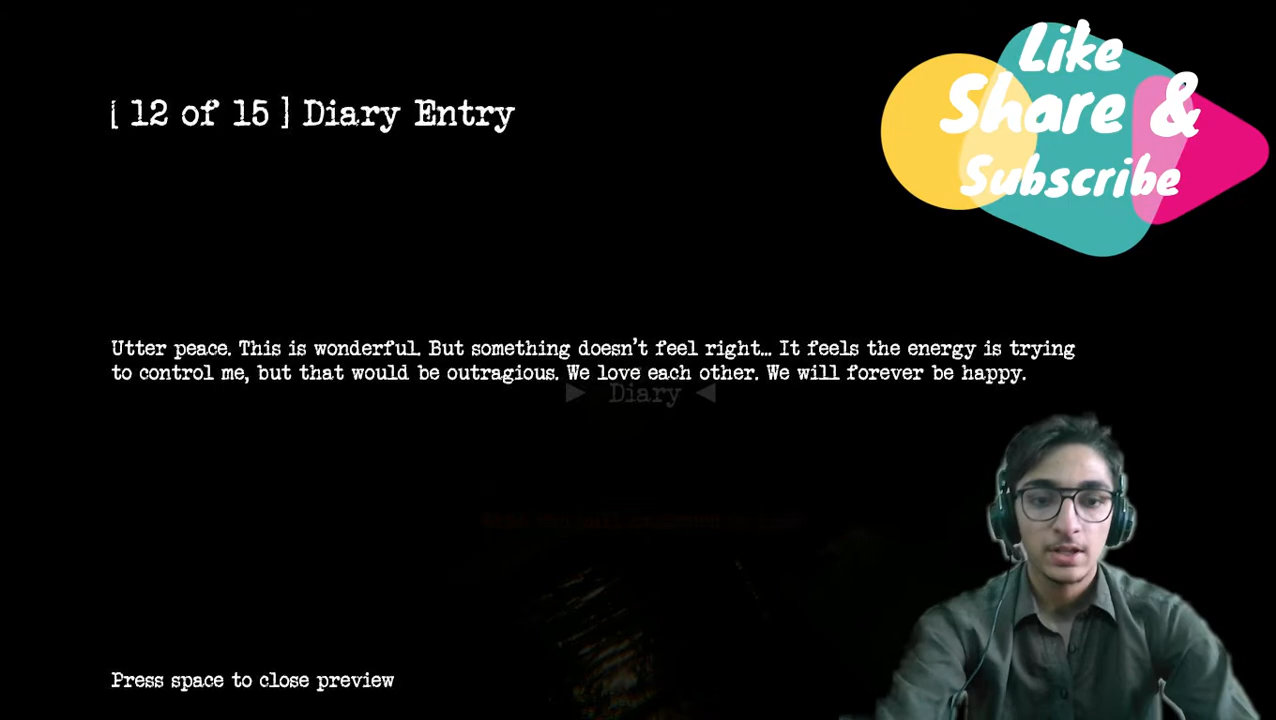 Like
Share &
Subscribe
[ 12 of 15 ] Diary Entry
Utter peace. This is wonderful. But something doesn't feel right... It feels the energy is trying
to control me, but that would be outragious. We love each other. We will forever be happy.
Diary
Press space to close preview